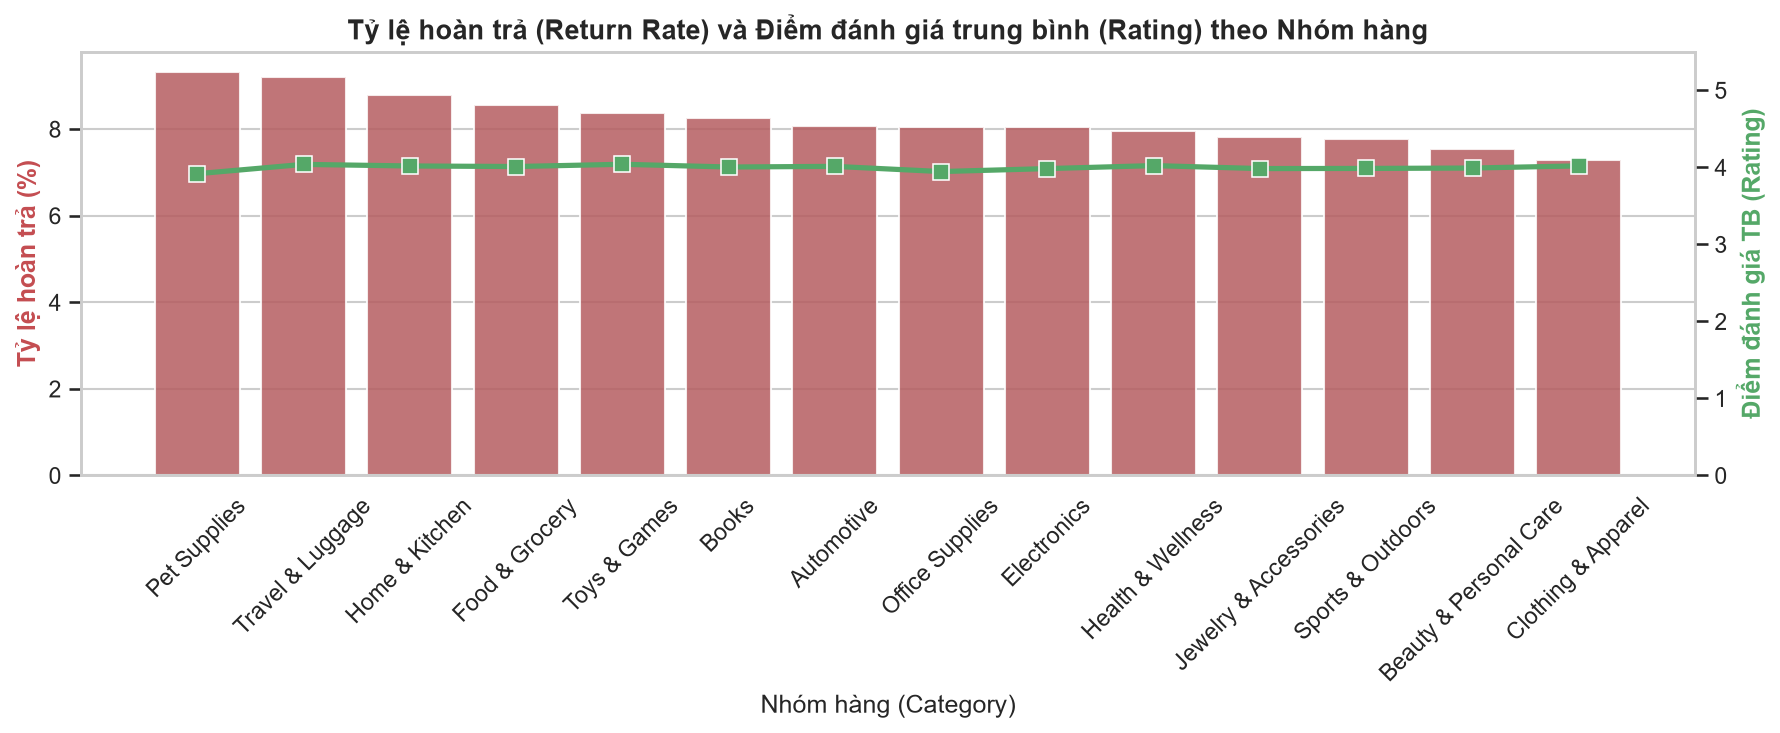 Tỷ lệ hoàn trả (Return Rate) và Điểm đánh giá trung bình (Rating) theo Nhóm hàng
Tỷ lệ hoàn trả (%)
8
6
4
2
0
5
4
3
2
1
0
Điểm đánh giá TB (Rating)
Pet Supplies
Travel & Luggage
Home & Kitchen
Food & Grocery
Toys & Games
Books
Automotive
Office Supplies
Electronics
Health & Wellness
Jewelry & Accessories
Sports & Outdoors
Beauty & Personal Care
Clothing & Apparel
Nhóm hàng (Category)